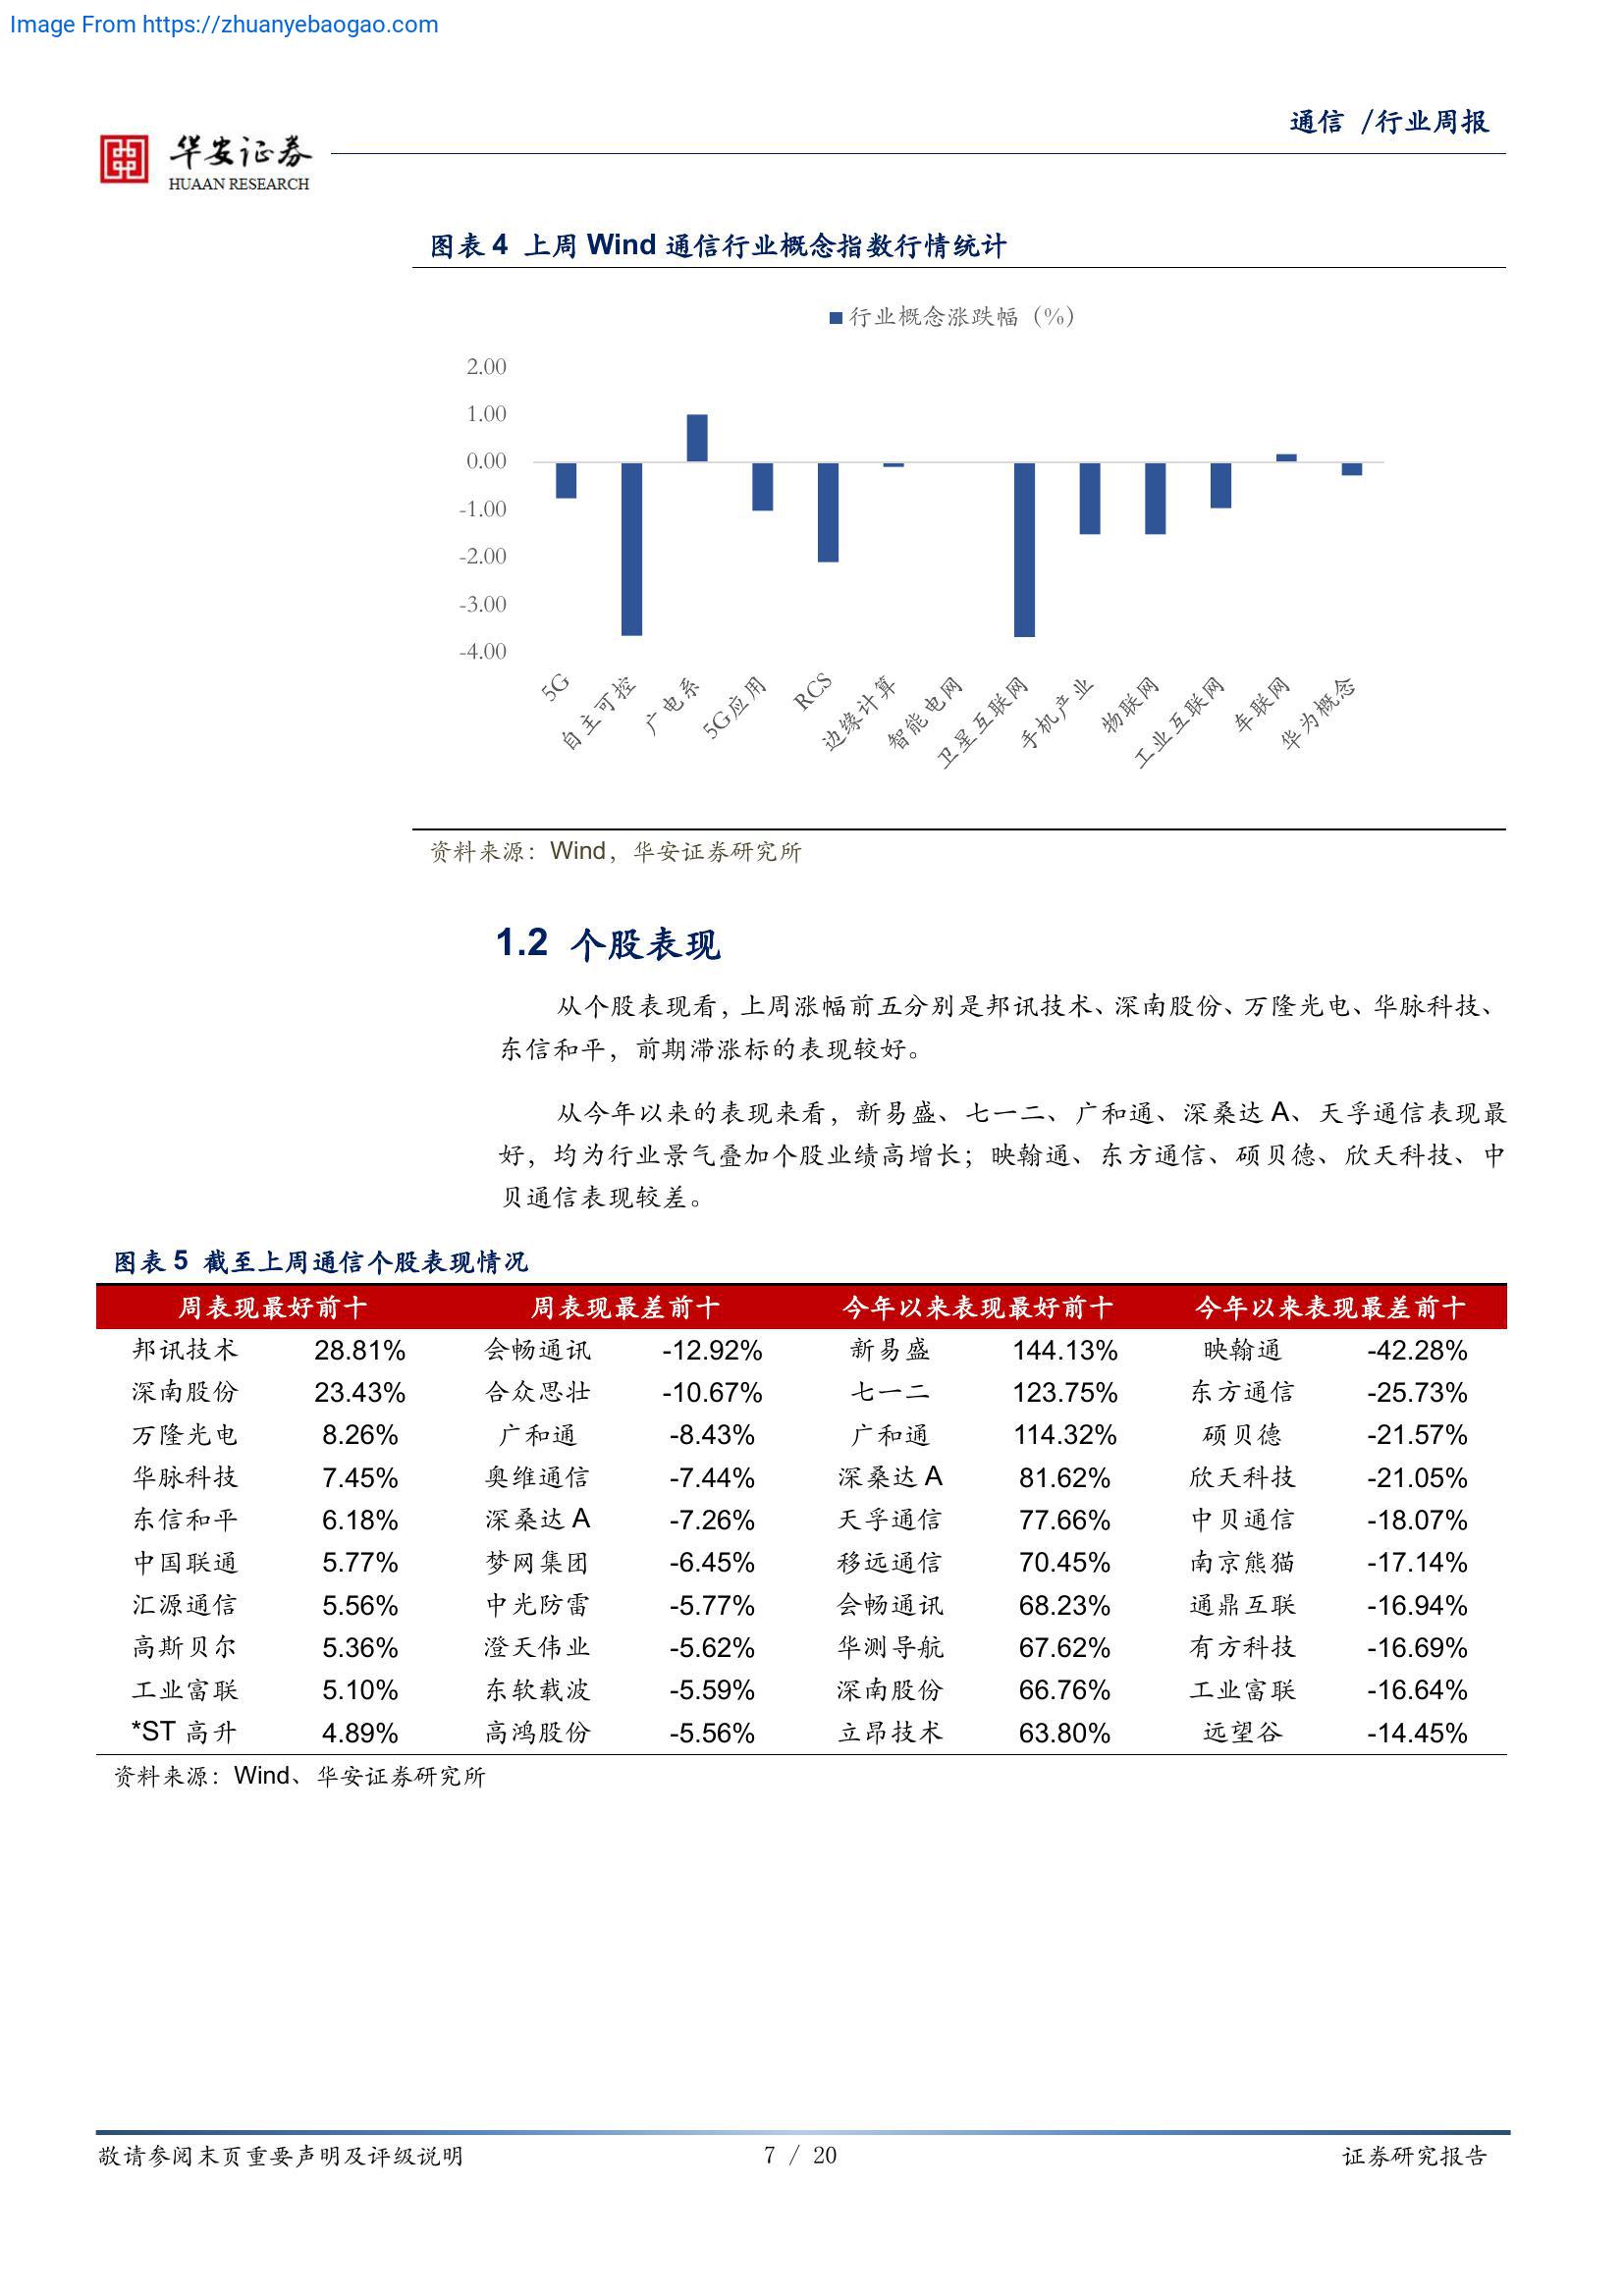 Image From https://zhuanyebaogao.com
通信 /行业周报
华安证券
HUAAN RESEARCH
图表 4 上周 Wind 通信行业概念指数行情统计
行业概念涨跌幅（%）
2.00
1.00
0.00
-1.00
-2.00
-3.00
-4.00
5G
自主可控
广电系
5G应用
RCS
边缘计算
智能电网
卫星互联网
手机产业
物联网
工业互联网
车联网
华为概念
资料来源：Wind，华安证券研究所
1.2 个股表现
从个股表现看，上周涨幅前五分别是邦讯技术、深南股份、万隆光电、华脉科技、
东信和平，前期滞涨标的表现较好。
从今年以来的表现来看，新易盛、七一二、广和通、深桑达 A、天孚通信表现最
好，均为行业景气叠加个股业绩高增长；映翰通、东方通信、硕贝德、欣天科技、中
贝通信表现较差。
图表 5 截至上周通信个股表现情况
周表现最好前十 周表现最差前十 今年以来表现最好前十 今年以来表现最差前十
邦讯技术 28.81% 会畅通讯 -12.92% 新易盛 144.13% 映翰通 -42.28%
深南股份 23.43% 合众思壮 -10.67% 七一二 123.75% 东方通信 -25.73%
万隆光电 8.26% 广和通 -8.43% 广和通 114.32% 硕贝德 -21.57%
华脉科技 7.45% 奥维通信 -7.44% 深桑达 A 81.62% 欣天科技 -21.05%
东信和平 6.18% 深桑达 A -7.26% 天孚通信 77.66% 中贝通信 -18.07%
中国联通 5.77% 梦网集团 -6.45% 移远通信 70.45% 南京熊猫 -17.14%
汇源通信 5.56% 中光防雷 -5.77% 会畅通讯 68.23% 通鼎互联 -16.94%
高斯贝尔 5.36% 澄天伟业 -5.62% 华测导航 67.62% 有方科技 -16.69%
工业富联 5.10% 东软载波 -5.59% 深南股份 66.76% 工业富联 -16.64%
*ST 高升 4.89% 高鸿股份 -5.56% 立昂技术 63.80% 远望谷 -14.45%
资料来源：Wind、华安证券研究所
敬请参阅末页重要声明及评级说明 7 / 20 证券研究报告